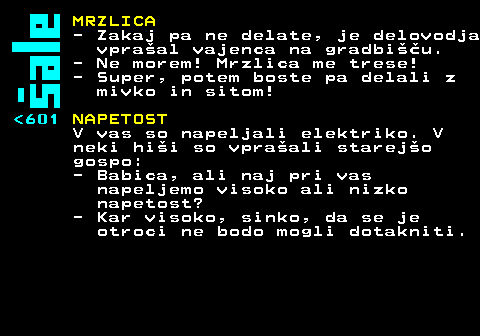 šale
MRZLICA
- Zakaj pa ne delate, je delovodja
vprašal vajenca na gradbišču.
- Ne morem! Mrzlica me trese!
- Super, potem boste pa delali z
mivko in sitom!
<601 NAPETOST
V vas so napeljali elektriko. V
neki hiši so vprašali starejšo
gospo:
- Babica, ali naj pri vas
napeljemo visoko ali nizko
napetost?
- Kar visoko, sinko, da se je
otroci ne bodo mogli dotakniti.